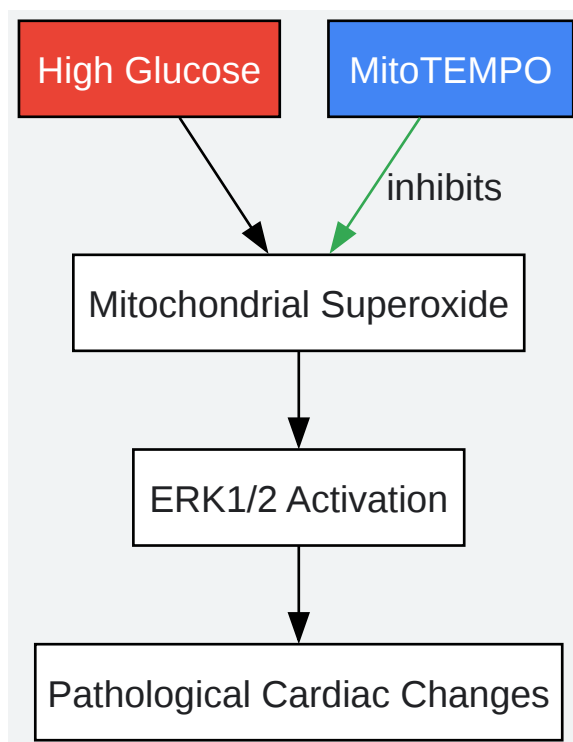 High Glucose
MitoTEMPO
inhibits
Mitochondrial Superoxide
ERK1/2 Activation
Pathological Cardiac Changes